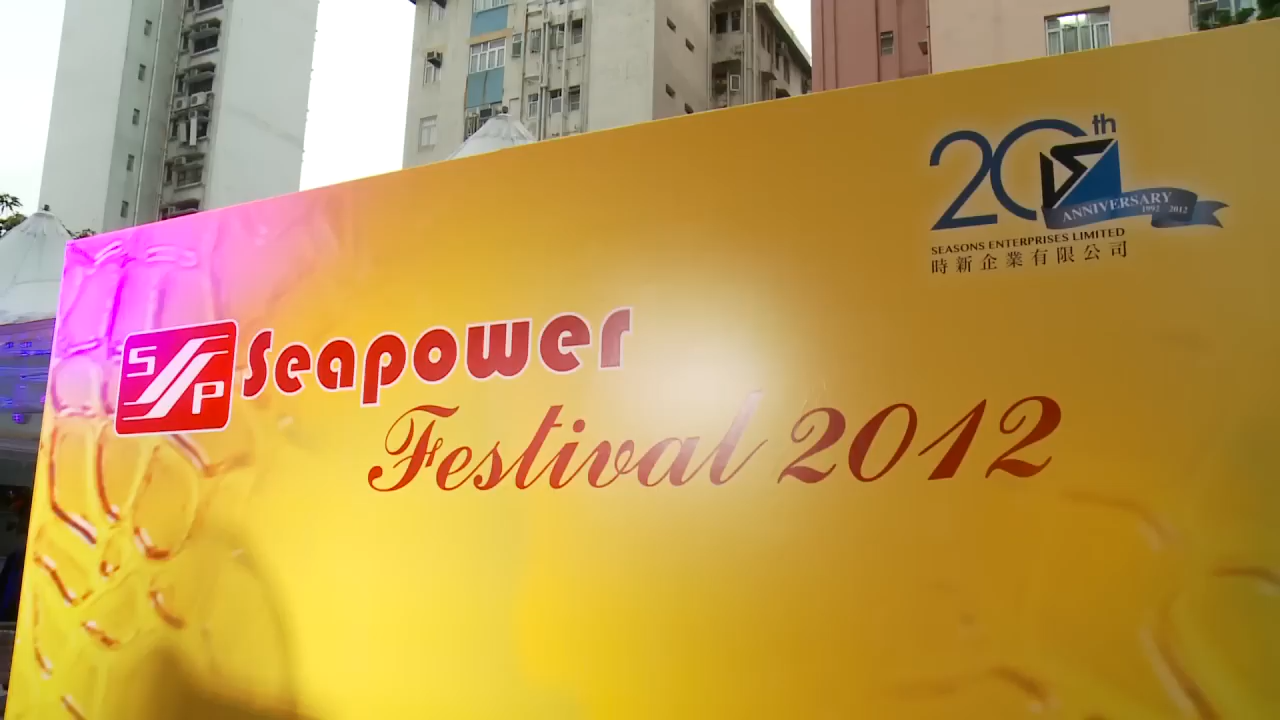 20th
ANNIVERSARY
1992 2012
SEASONS ENTERPRISES LIMITED
時新企業有限公司
S P
Seapower
Festival 2012